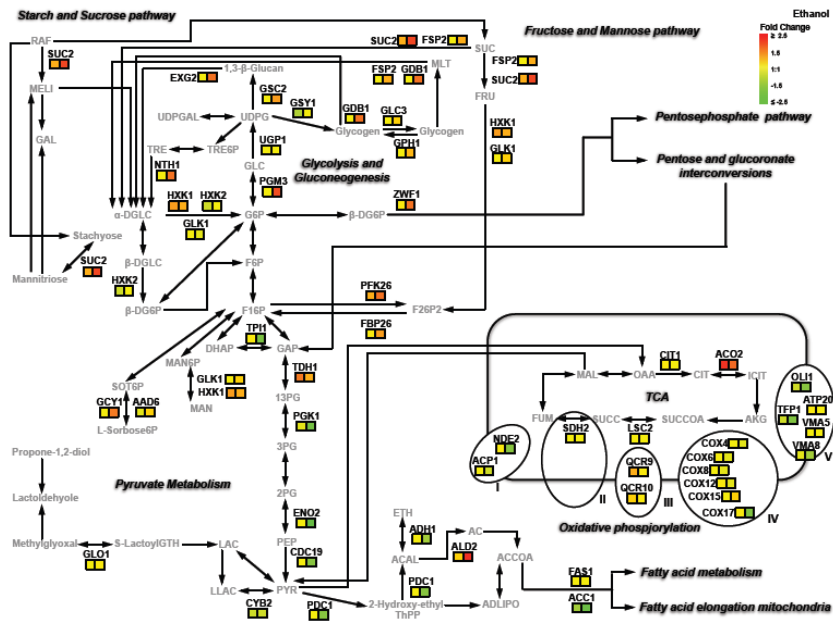 Starch and Sucrose pathway
Fructose and Mannose pathway
Ethanol
Fold Change
≥ 2.5
1.5
1:1
-1.5
≤ -2.5
RAF
SUC2
MELI
GAL
SUC2
FSP2
SUC
FSP2
SUC2
FRU
1,3-β-Glucan
EXG2
GSC2
GSY1
FSP2
GDB1
MLT
UDPGAL
UDPG
GDB1
GLC3
Glycogen
Glycogen
GPH1
HXK1
GLK1
Pentosephosphate pathway
Pentose and glucoronate
interconversions
TRE
TRE6P
UGP1
GLC
NTH1
Glycolysis and
Gluconeogenesis
PGM3
HXK1
HXK2
ZWF1
α-DGLC
G6P
β-DG6P
GLK1
Stachyose
SUC2
Mannitriose
β-DGLC
HXK2
F6P
β-DG6P
F16P
PFK26
F26P2
FBP26
TPI1
DHAP
GAP
MAN6P
TDH1
SOT6P
GLK1
HXK1
MAN
GCY1
AAD6
L-Sorbose6P
13PG
PGK1
3PG
2PG
ENO2
PEP
CDC19
PYR
Propone-1,2-diol
Lactoldehyole
Methylglyoxal
GLO1
S-LactoylGTH
LAC
LLAC
CYB2
PDC1
Pyruvate Metabolism
ETH
ADH1
ACAL
PDC1
2-Hydroxy-ethyl
ThPP
AC
ALD2
ACCOA
ADLIPO
FAS1
ACC1
Fatty acid metabolism
Fatty acid elongation mitochondria
MAL
OAA
CIT1
CIT
ACO2
ICIT
TCA
FUM
SUCC
SUCCOA
AKG
SDH2
LSC2
NDE2
ACP1
I
II
QCR9
QCR10
III
COX4
COX6
COX8
COX12
COX15
COX17
IV
OLI1
ATP20
TFP1
VMA5
VMA8
V
Oxidative phosphjorylation